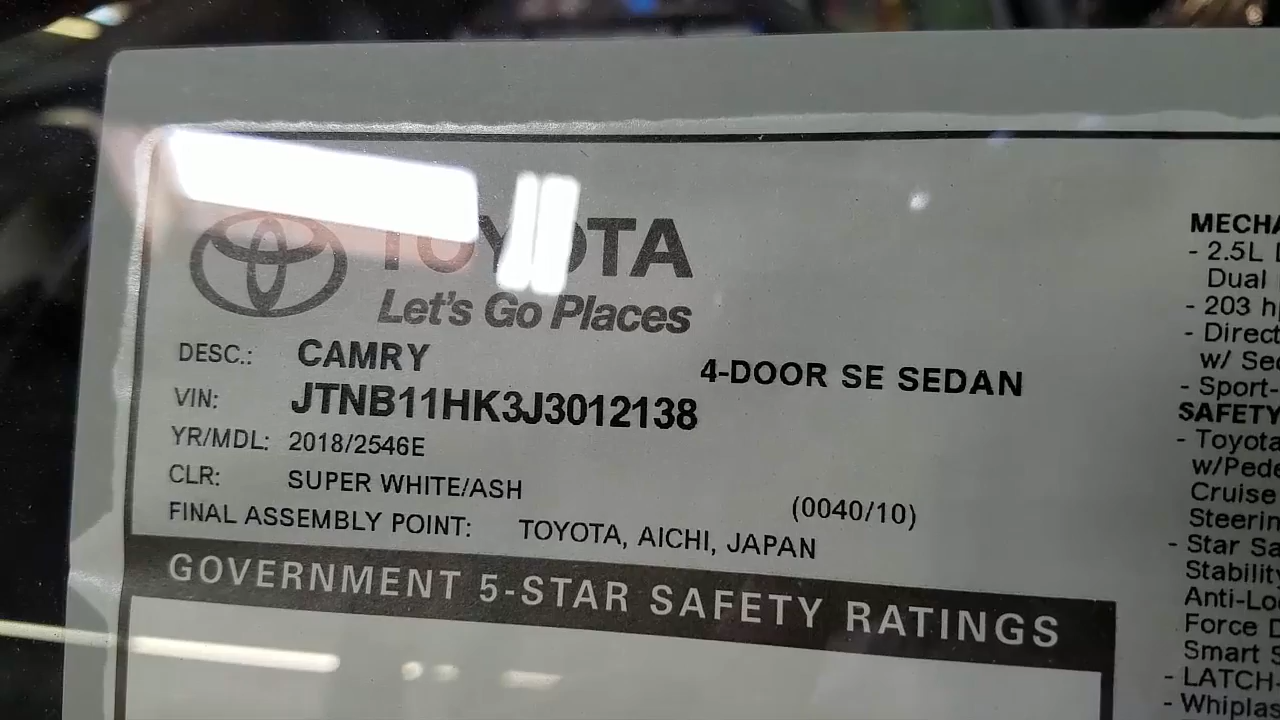 TOYOTA
Let's Go Places
DESC.: CAMRY 4-DOOR SE SEDAN
VIN: JTNB11HK3J3012138
YR/MDL: 2018/2546E
CLR: SUPER WHITE/ASH (0040/10)
FINAL ASSEMBLY POINT: TOYOTA, AICHI, JAPAN
GOVERNMENT 5-STAR SAFETY RATINGS
MECHA
- 2.5L
Dual
- 203 h
- Direct
w/ Se
- Sport-
SAFETY
- Toyota
w/Pede
Cruise
Steerin
- Star Sa
Stability
Anti-Lo
Force
Smart S
- LATCH-
- Whiplas